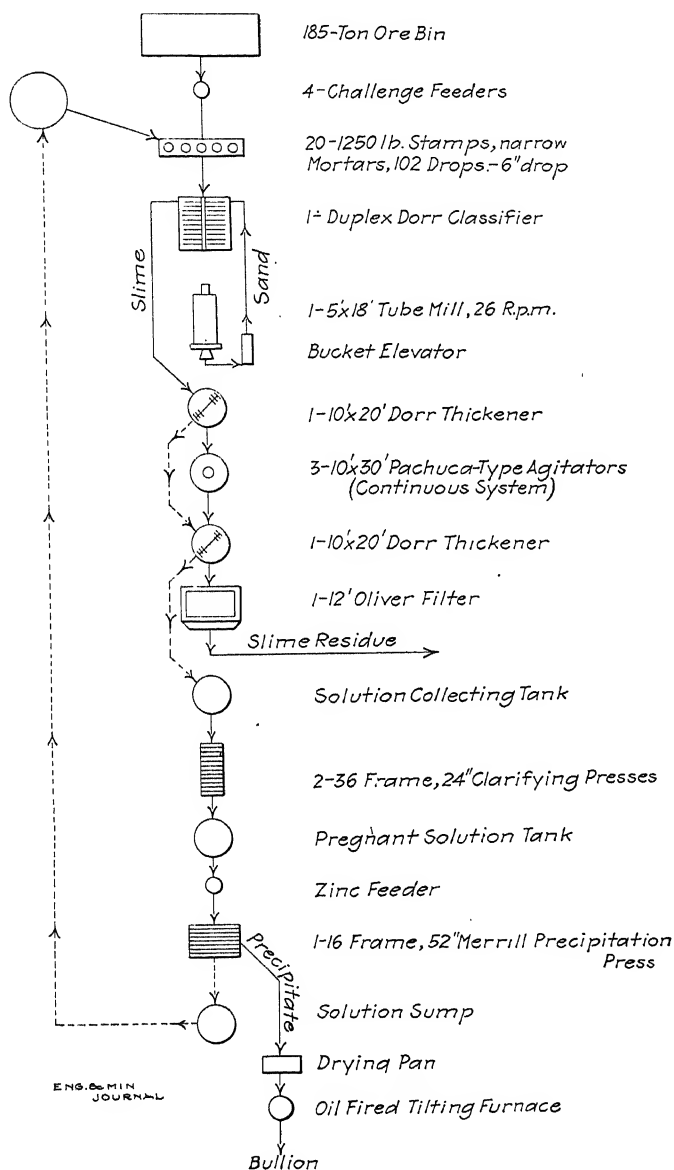 185-Ton Ore Bin
4-Challenge Feeders
20-1250 lb. Stamps, narrow
Mortars, 102 Drops.-6" drop
1- Duplex Dorr Classifier
Slime
Sand
1-5'x18' Tube Mill, 26 R.p.m.
Bucket Elevator
1-10'x20' Dorr Thickener
3-10'x30' Pachuca-Type Agitators
(Continuous System)
1-10'x20' Dorr Thickener
1-12' Oliver Filter
Slime Residue
Solution Collecting Tank
2-36 Frame, 24" Clarifying Presses
Pregnant Solution Tank
Zinc Feeder
1-16 Frame, 52" Merrill Precipitation
Press
Precipitate
Solution Sump
Drying Pan
ENG. & MIN
JOURNAL
Oil Fired Tilting Furnace
Bullion